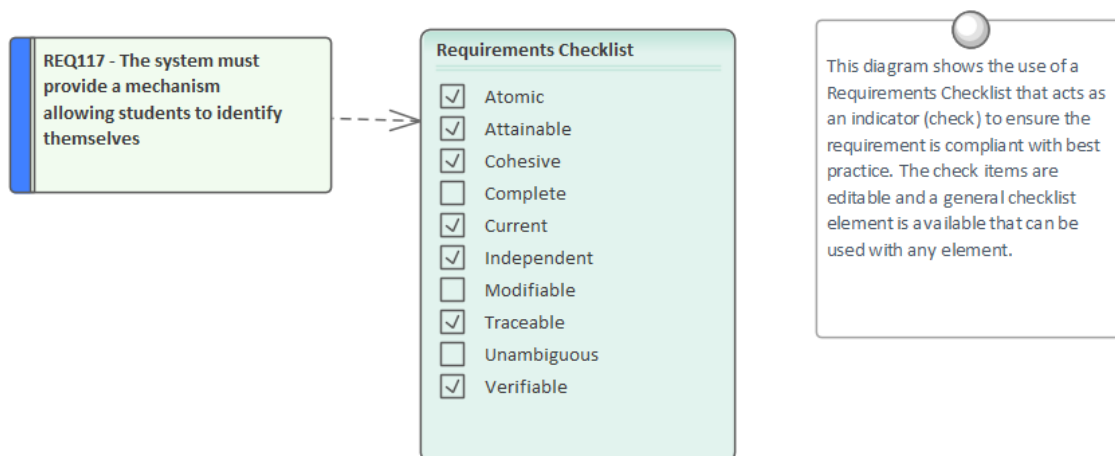 REQ117 - The system must
provide a mechanism
allowing students to identify
themselves
Requirements Checklist
Atomic
Attainable
Cohesive
Complete
Current
Independent
Modifiable
Traceable
Unambiguous
Verifiable
This diagram shows the use of a
Requirements Checklist that acts as
an indicator (check) to ensure the
requirement is compliant with best
practice. The check items are
editable and a general checklist
element is available that can be
used with any element.